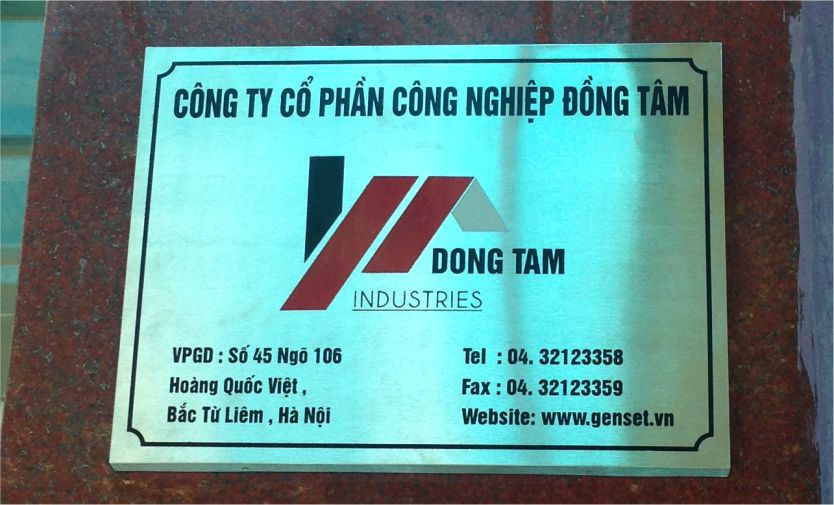 CÔNG TY CỔ PHẦN CÔNG NGHIỆP ĐỒNG TÂM
DONG TAM
INDUSTRIES
VPGD : Số 45 Ngõ 106
Hoàng Quốc Việt ,
Bắc Từ Liêm , Hà Nội
Tel : 04. 32123358
Fax : 04. 32123359
Website: www.genset.vn